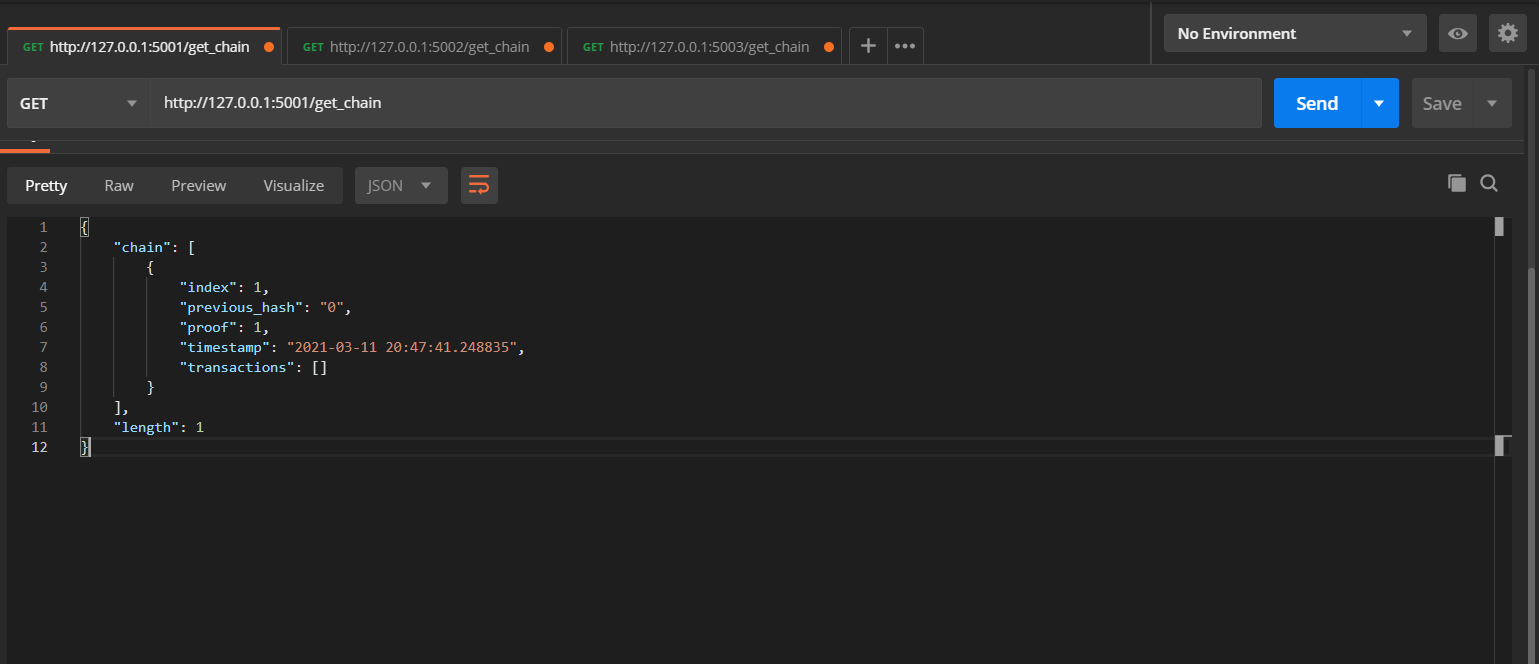 GET http://127.0.0.1:5001/get_chain GET http://127.0.0.1:5002/get_chain GET http://127.0.0.1:5003/get_chain + ••• No Environment
GET http://127.0.0.1:5001/get_chain Send Save
Pretty Raw Preview Visualize JSON
1 {
2 "chain": [
3 {
4 "index": 1,
5 "previous_hash": "0",
6 "proof": 1,
7 "timestamp": "2021-03-11 20:47:41.248835",
8 "transactions": []
9 }
10 ],
11 "length": 1
12 }